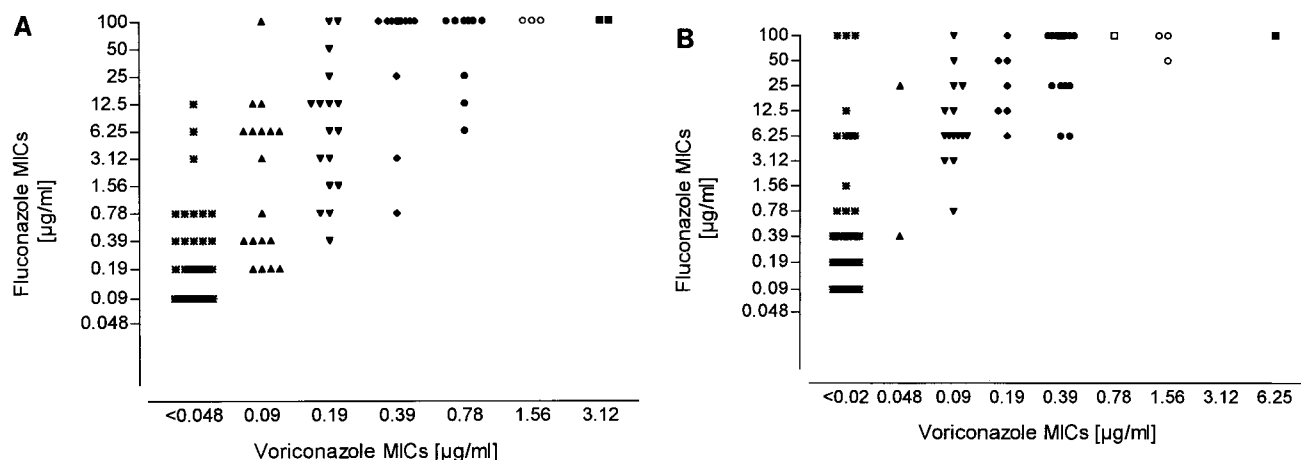 A
Fluconazole MICs
[µg/ml]
100
50
25
12.5
6.25
3.12
1.56
0.78
0.39
0.19
0.09
0.048
<0.048 0.09 0.19 0.39 0.78 1.56 3.12
Voriconazole MICs [µg/ml]
B
Fluconazole MICs
[µg/ml]
100
50
25
12.5
6.25
3.12
1.56
0.78
0.39
0.19
0.09
0.048
<0.02 0.048 0.09 0.19 0.39 0.78 1.56 3.12 6.25
Voriconazole MICs [µg/ml]